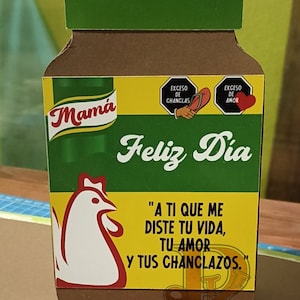 EXCESO
DE
CHANCLAS
EXCESO
DE
AMOR
Mamá
Feliz Día
"A TI QUE ME
DISTE TU VIDA,
TU AMOR
Y TUS CHANCLAZOS."